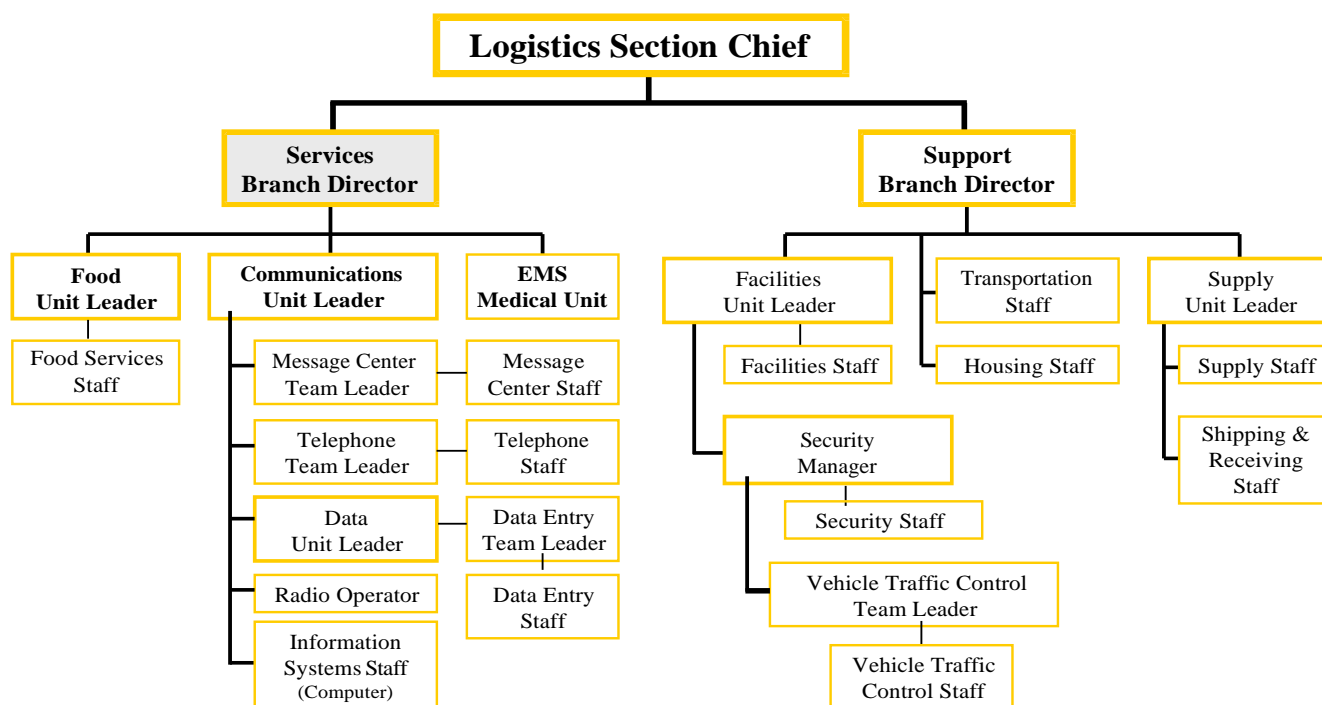 Logistics Section Chief
Services
Branch Director
Support
Branch Director
Food
Unit Leader
Communications
Unit Leader
EMS
Medical Unit
Facilities
Unit Leader
Transportation
Staff
Supply
Unit Leader
Food Services
Staff
Message Center
Team Leader
Message
Center Staff
Facilities Staff
Housing Staff
Supply Staff
Telephone
Team Leader
Telephone
Staff
Security
Manager
Shipping &
Receiving
Staff
Data
Unit Leader
Data Entry
Team Leader
Security Staff
Radio Operator
Data Entry
Staff
Vehicle Traffic Control
Team Leader
Information
Systems Staff
(Computer)
Vehicle Traffic
Control Staff